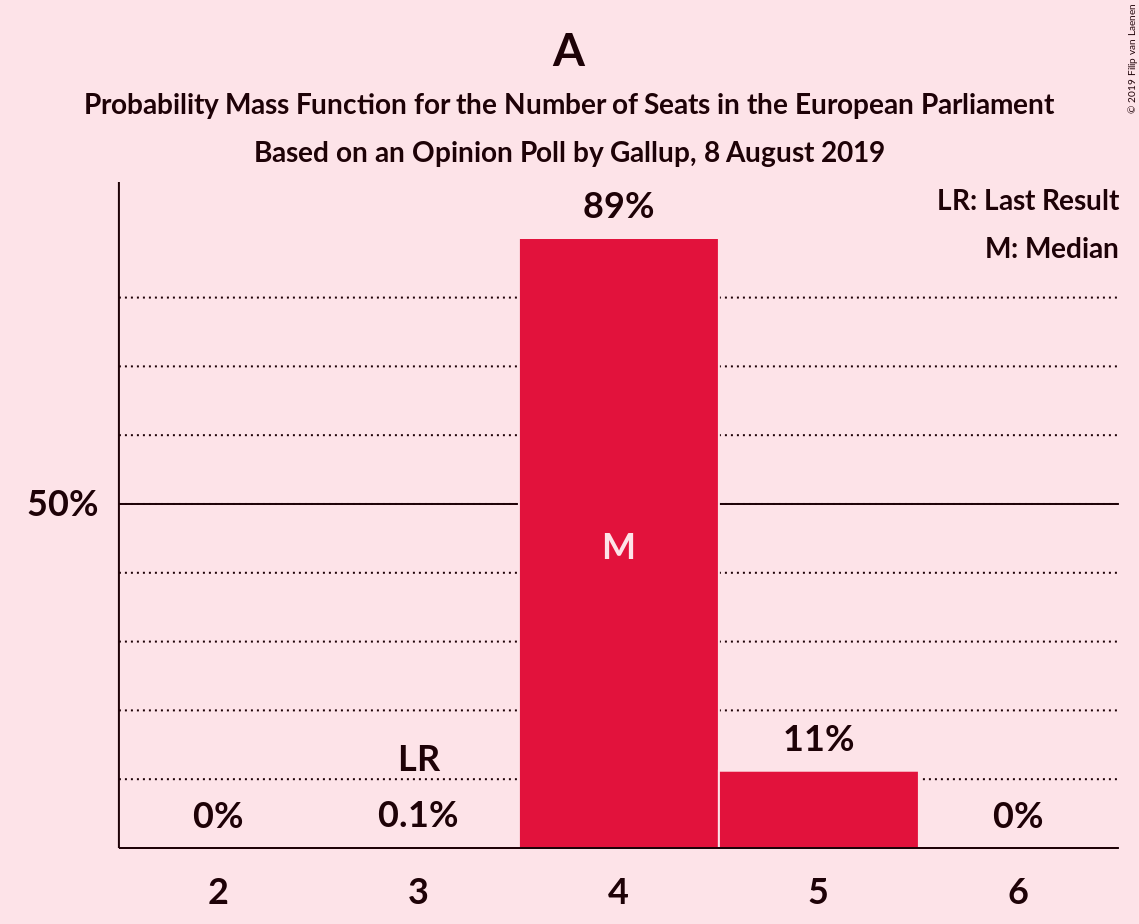 A
Probability Mass Function for the Number of Seats in the European Parliament
Based on an Opinion Poll by Gallup, 8 August 2019
© 2019 Filip van Laenen
LR: Last Result
M: Median
89%
50%
M
11%
LR
0%
0.1%
0%
2
3
4
5
6